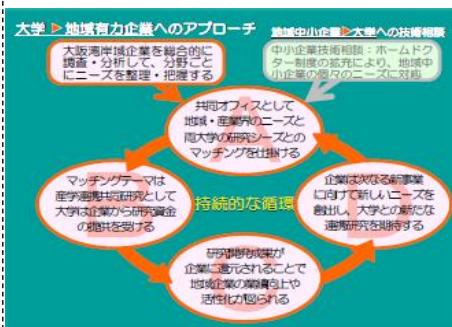 大学 ▶ 地域有力企業へのアプローチ
地域中小企業▶大学への技術相談
大阪湾岸域企業を総合的に
調査・分析して、分野ごと
にニーズを整理・把握する
中小企業技術相談：ホームドク
ター制度の拡充により、地域中
小企業の個々のニーズに対応
共同オフィスとして
地域・産業界のニーズと
両大学の研究シーズとの
マッチングを仕掛ける
マッチングテーマは
産学連携共同研究として
大学は企業から研究資金
の提供を受ける
持続的な循環
企業は次なる新事業
に向けて新しいニーズを
創出し、大学との新たな
連携研究を期待する
研究開発成果が
企業に還元されることで
地域企業の業績向上や
活性化が図られる